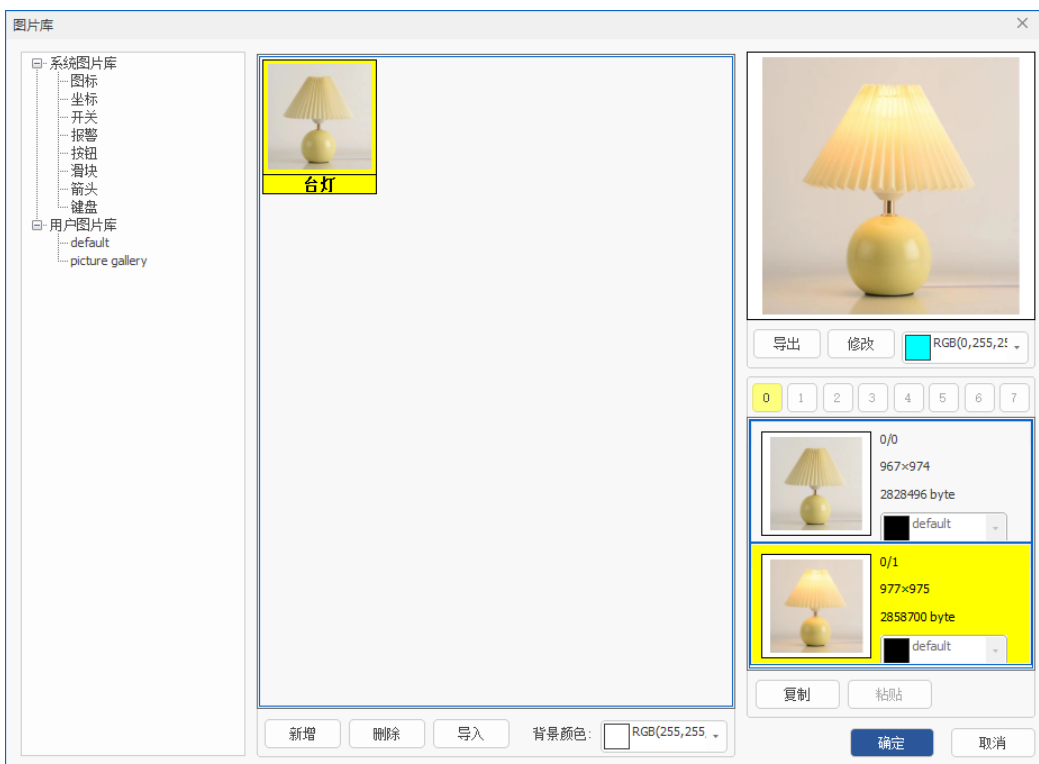 图片库
系统图片库
图标
坐标
开关
报警
按钮
滑块
箭头
键盘
用户图片库
default
picture gallery
台灯
新增
删除
导入
背景颜色:
RGB(255,255,
导出
修改
RGB(0,255,25
0
1
2
3
4
5
6
7
0/0
967×974
2828496 byte
default
0/1
977×975
2858700 byte
default
复制
粘贴
确定
取消